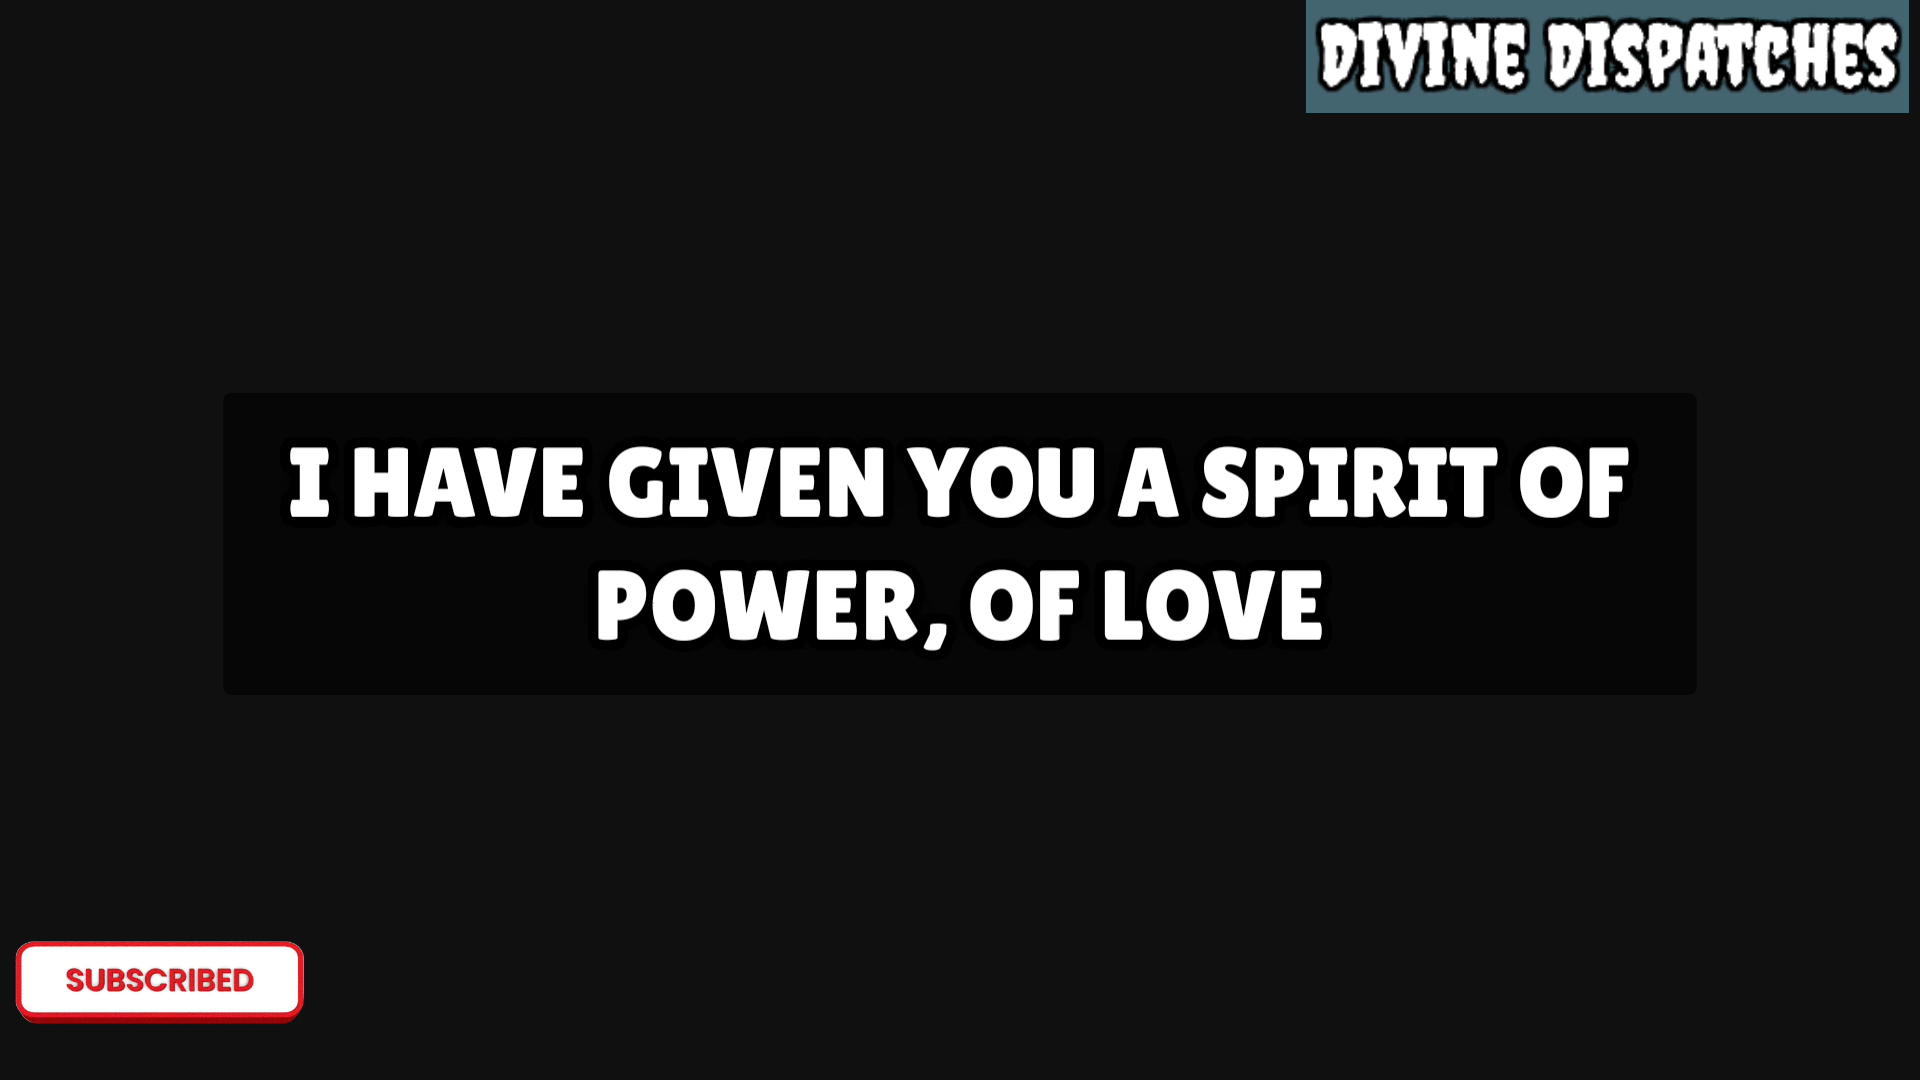 DIVINE DISPATCHES
I HAVE GIVEN YOU A SPIRIT OF
POWER, OF LOVE
SUBSCRIBED